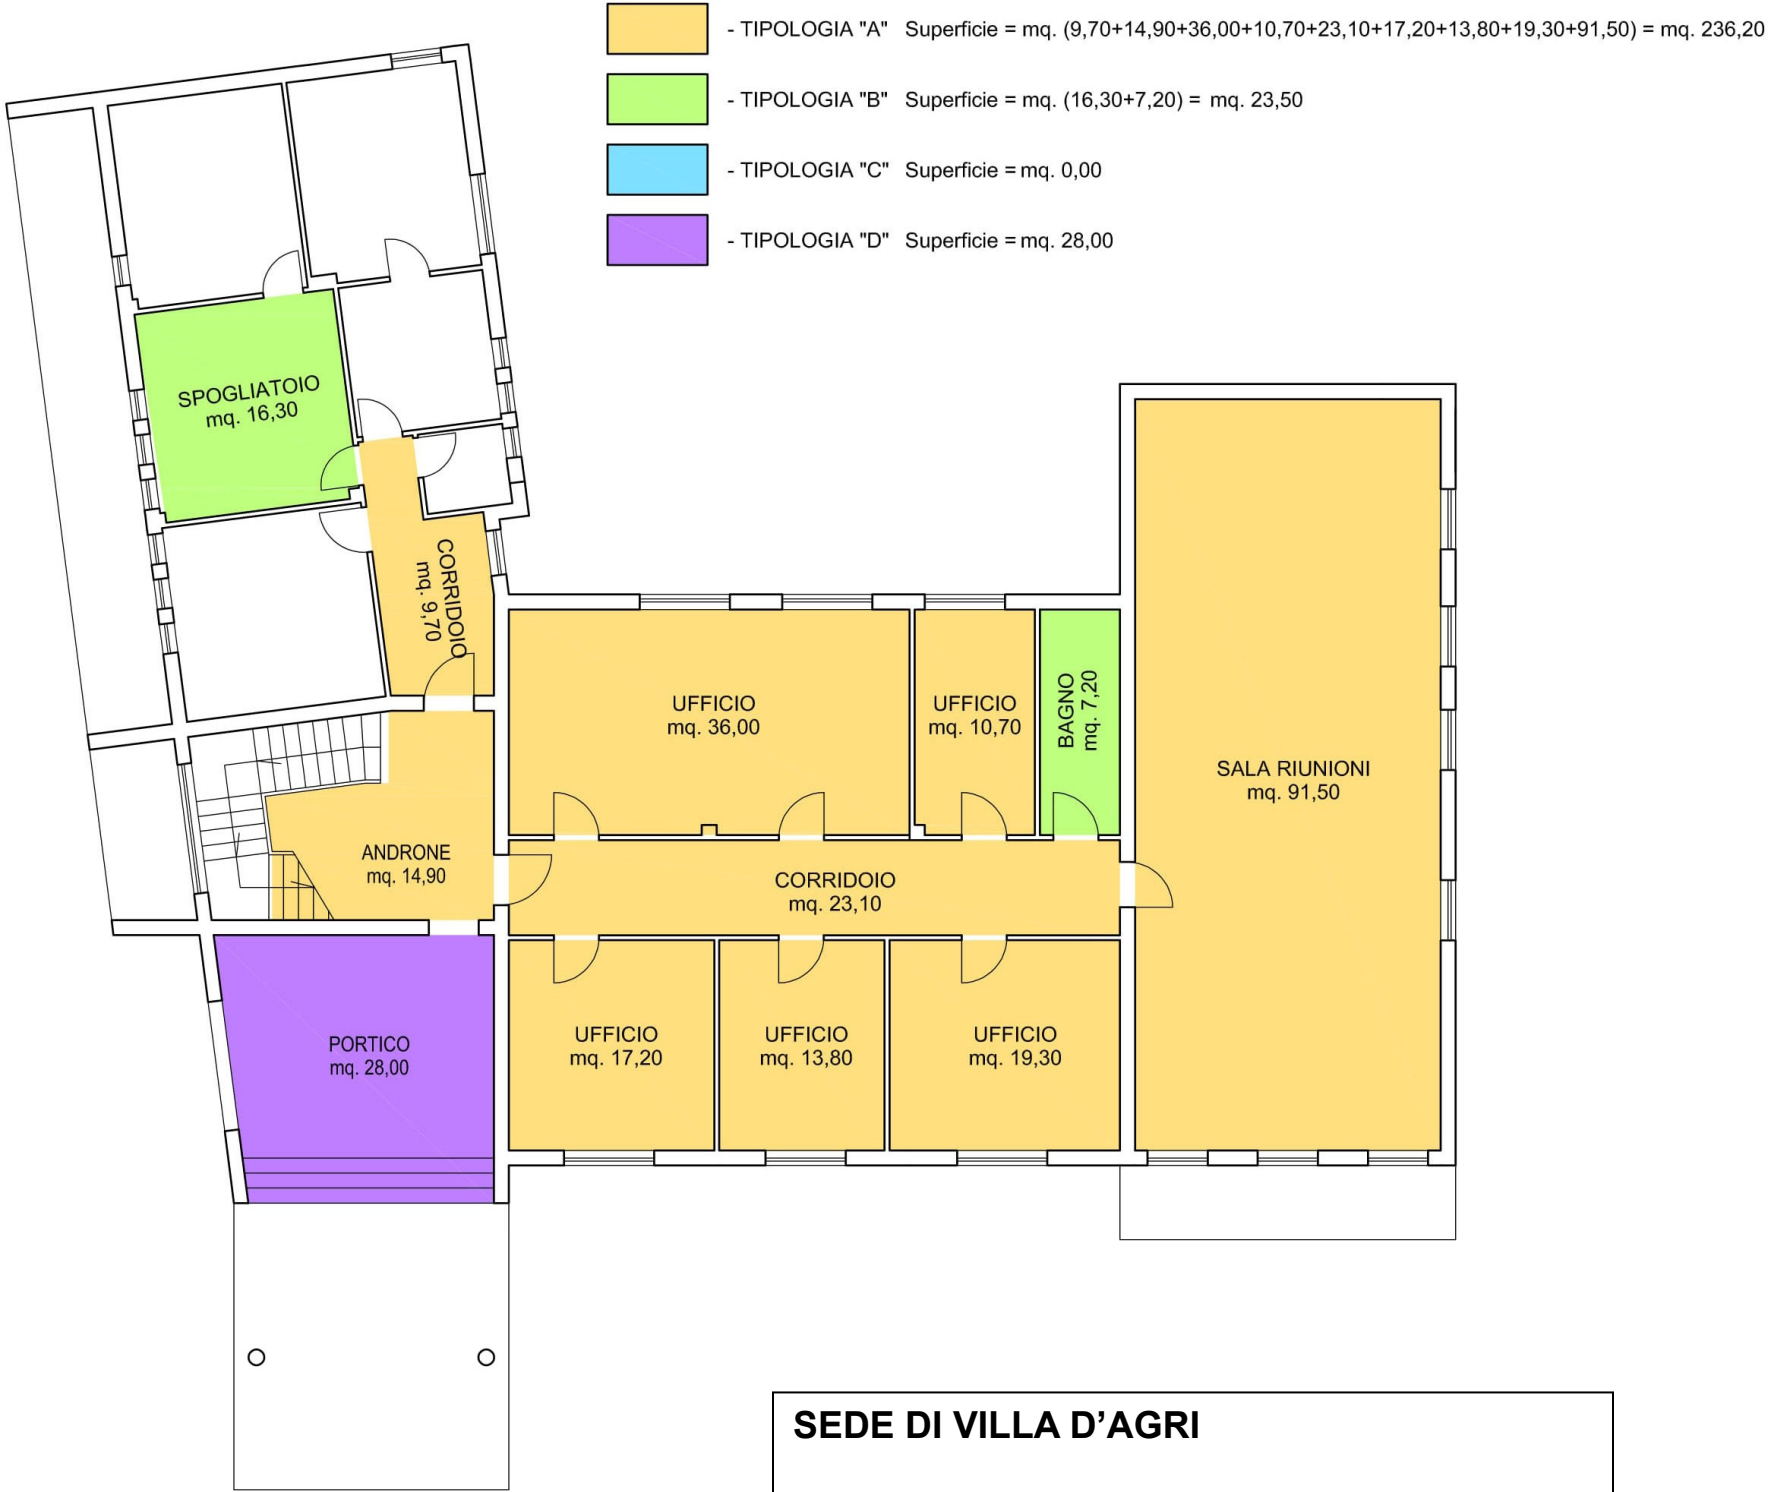 - TIPOLOGIA "A" Superficie = mq. (9,70+14,90+36,00+10,70+23,10+17,20+13,80+19,30+91,50) = mq. 236,20
- TIPOLOGIA "B" Superficie = mq. (16,30+7,20) = mq. 23,50
- TIPOLOGIA "C" Superficie = mq. 0,00
- TIPOLOGIA "D" Superficie = mq. 28,00
SPOGLIATOIO
mq. 16,30
CORRIDOIO
mq. 9,70
UFFICIO
mq. 36,00
UFFICIO
mq. 10,70
BAGNO
mq. 7,20
SALA RIUNIONI
mq. 91,50
ANDRONE
mq. 14,90
CORRIDOIO
mq. 23,10
PORTICO
mq. 28,00
UFFICIO
mq. 17,20
UFFICIO
mq. 13,80
UFFICIO
mq. 19,30
SEDE DI VILLA D’AGRI